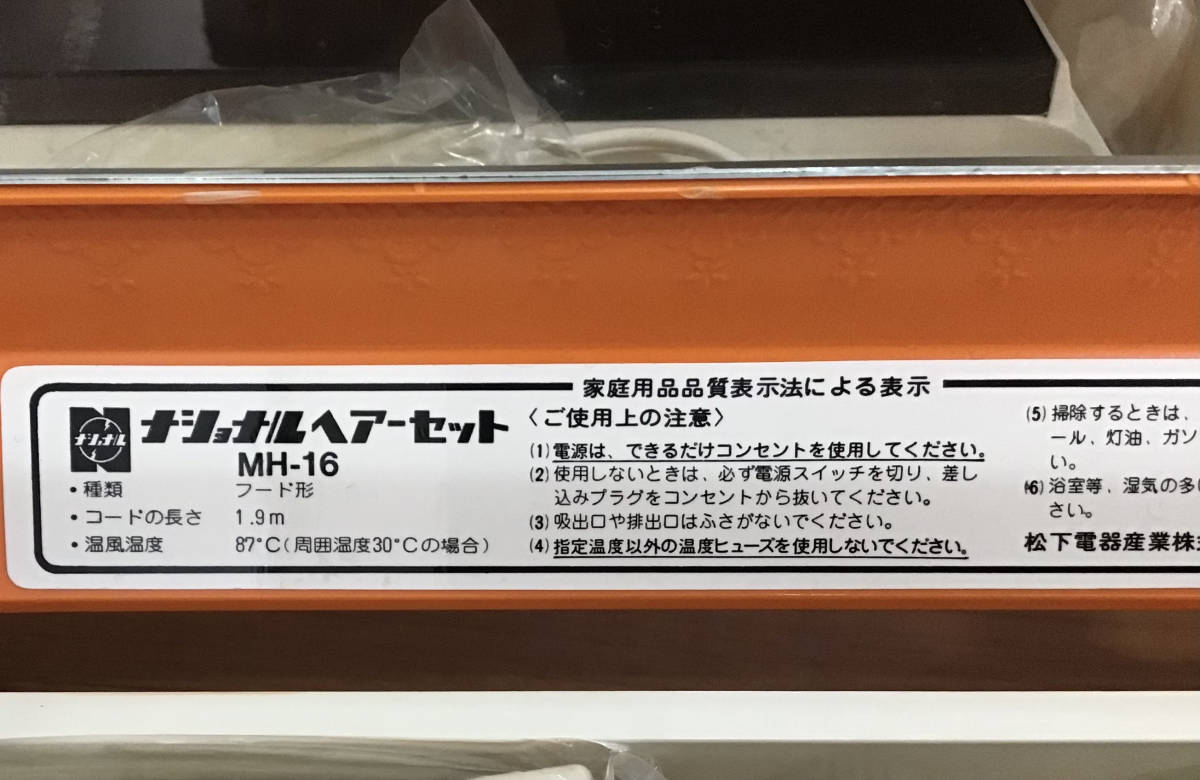 家庭用品品質表示法による表示
ナショナル
ナショナルヘアーセット
MH-16
・種類 フード形
・コードの長さ 1.9m
・温風温度 87°C(周囲温度30°Cの場合)
〈ご使用上の注意〉
(1)電源は、できるだけコンセントを使用してください。
(2)使用しないときは、必ず電源スイッチを切り、差し
込みプラグをコンセントから抜いてください。
(3)吸出口や排出口はふさがないでください。
(4)指定温度以外の温度ヒューズを使用しないでください。
(5)掃除するときは、
ール、灯油、ガソ
い。
(6)浴室等、湿気の多い
さい。
松下電器産業株